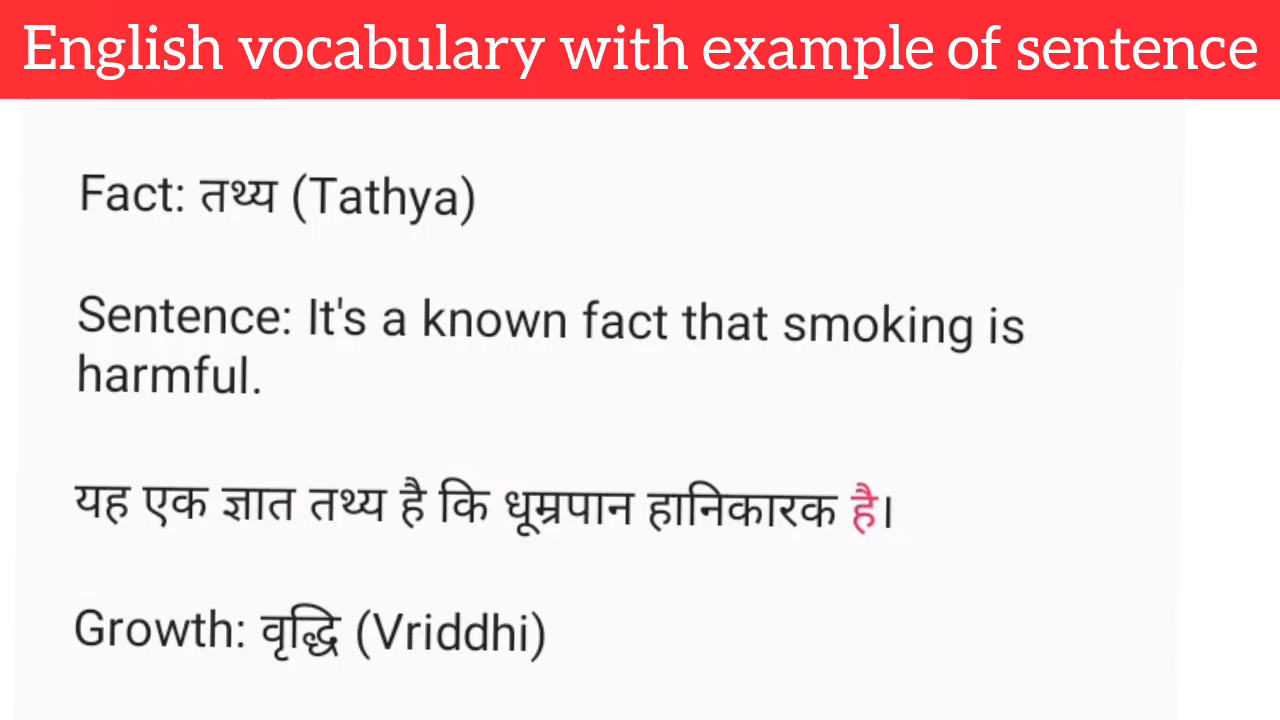 English vocabulary with example of sentence
Fact: तथ्य (Tathya)
Sentence: It's a known fact that smoking is
harmful.
यह एक ज्ञात तथ्य है कि धूम्रपान हानिकारक है।
Growth: वृद्धि (Vriddhi)